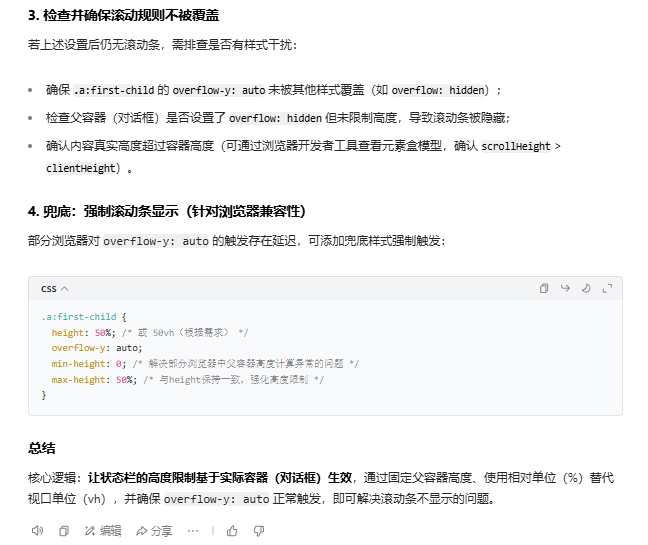 3. 检查并确保滚动规则不被覆盖
若上述设置后仍无滚动条，需排查是否有样式干扰：
确保 .a:first-child 的 overflow-y: auto 未被其他样式覆盖（如 overflow: hidden）；
检查父容器（对话框）是否设置了 overflow: hidden 但未限制高度，导致滚动条被隐藏；
确认内容真实高度超过容器高度（可通过浏览器开发者工具查看元素盒模型，确认 scrollHeight >
clientHeight）。
4. 兜底：强制滚动条显示（针对浏览器兼容性）
部分浏览器对 overflow-y: auto 的触发存在延迟，可添加兜底样式强制触发：
css
.a:first-child {
height: 50%; /* 或 50vh（根据需求） */
overflow-y: auto;
min-height: 0; /* 解决部分浏览器中父容器高度计算异常的问题 */
max-height: 50%; /* 与height保持一致，强化高度限制 */
}
总结
核心逻辑：让状态栏的高度限制基于实际容器（对话框）生效，通过固定父容器高度、使用相对单位（%）替代
视口单位（vh），并确保 overflow-y: auto 正常触发，即可解决滚动条不显示的问题。
编辑 分享